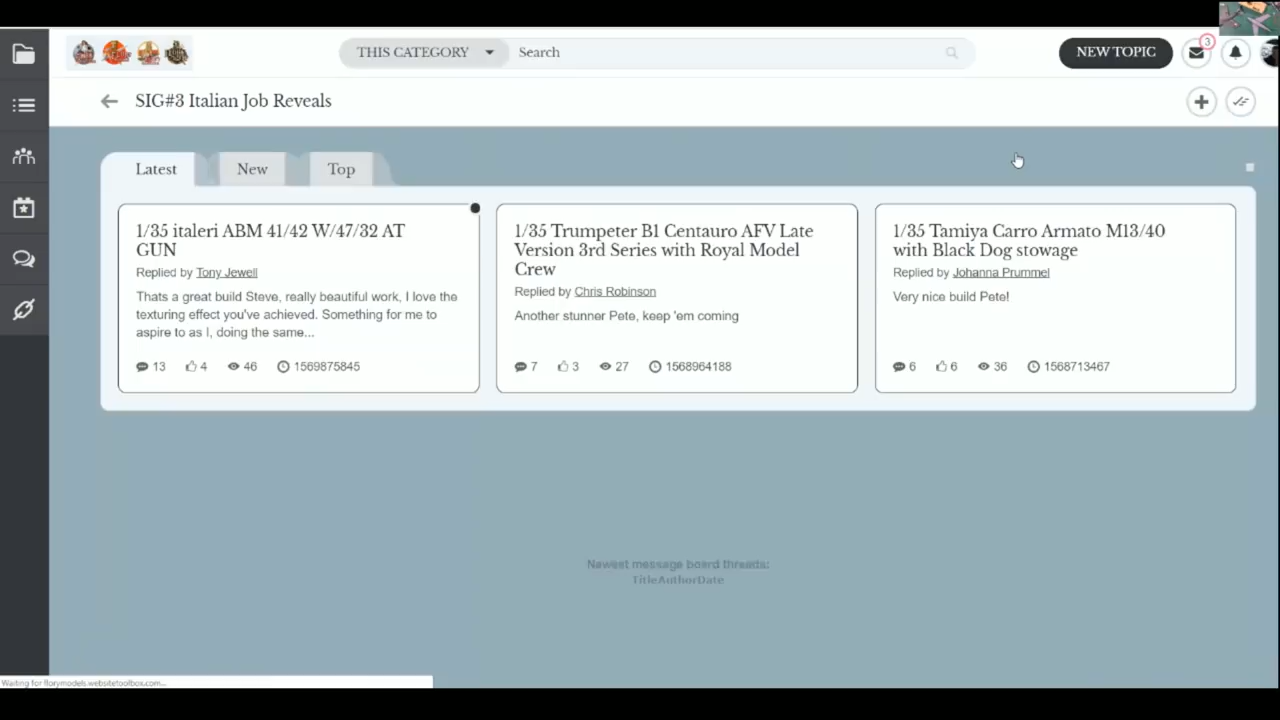 THIS CATEGORY
Search
NEW TOPIC
3
SIG#3 Italian Job Reveals
Latest
New
Top
1/35 italeri ABM 41/42 W/47/32 AT
GUN
Replied by Tony Jewell
Thats a great build Steve, really beautiful work, I love the
texturing effect you've achieved. Something for me to
aspire to as I, doing the same...
13 4 46 1569875845
1/35 Trumpeter B1 Centauro AFV Late
Version 3rd Series with Royal Model
Crew
Replied by Chris Robinson
Another stunner Pete, keep 'em coming
7 3 27 1568964188
1/35 Tamiya Carro Armato M13/40
with Black Dog stowage
Replied by Johanna Prummel
Very nice build Pete!
6 6 36 1568713467
Newest message board threads:
TitleAuthorDate
Waiting for florymodels.websitetoolbox.com...